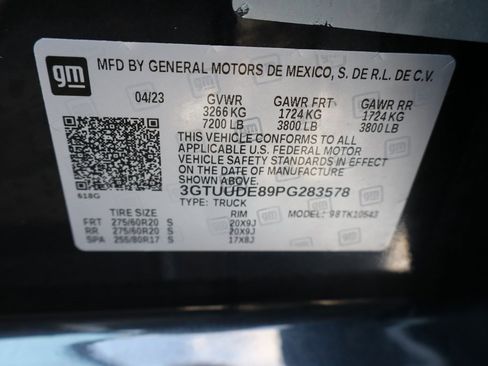 gm
MFD BY GENERAL MOTORS DE MEXICO, S. DE R.L. DE C.V.
04/23 GVWR GAWR FRT GAWR RR
3266 KG 1724 KG 1724 KG
7200 LB 3800 LB 3800 LB
THIS VEHICLE CONFORMS TO ALL
APPLICABLE U.S. FEDERAL MOTOR
VEHICLE SAFETY STANDARDS IN EFFECT
ON THE DATE OF MANUFACTURE
SHOWN ABOVE.
3GTUUDE89PG283578
618G
TYPE: TRUCK
TIRE SIZE RIM MODEL: 98TK10543
FRT 275/60R20 S 20X9J
RR 275/60R20 S 20X9J
SPA 255/80R17 S 17X8J